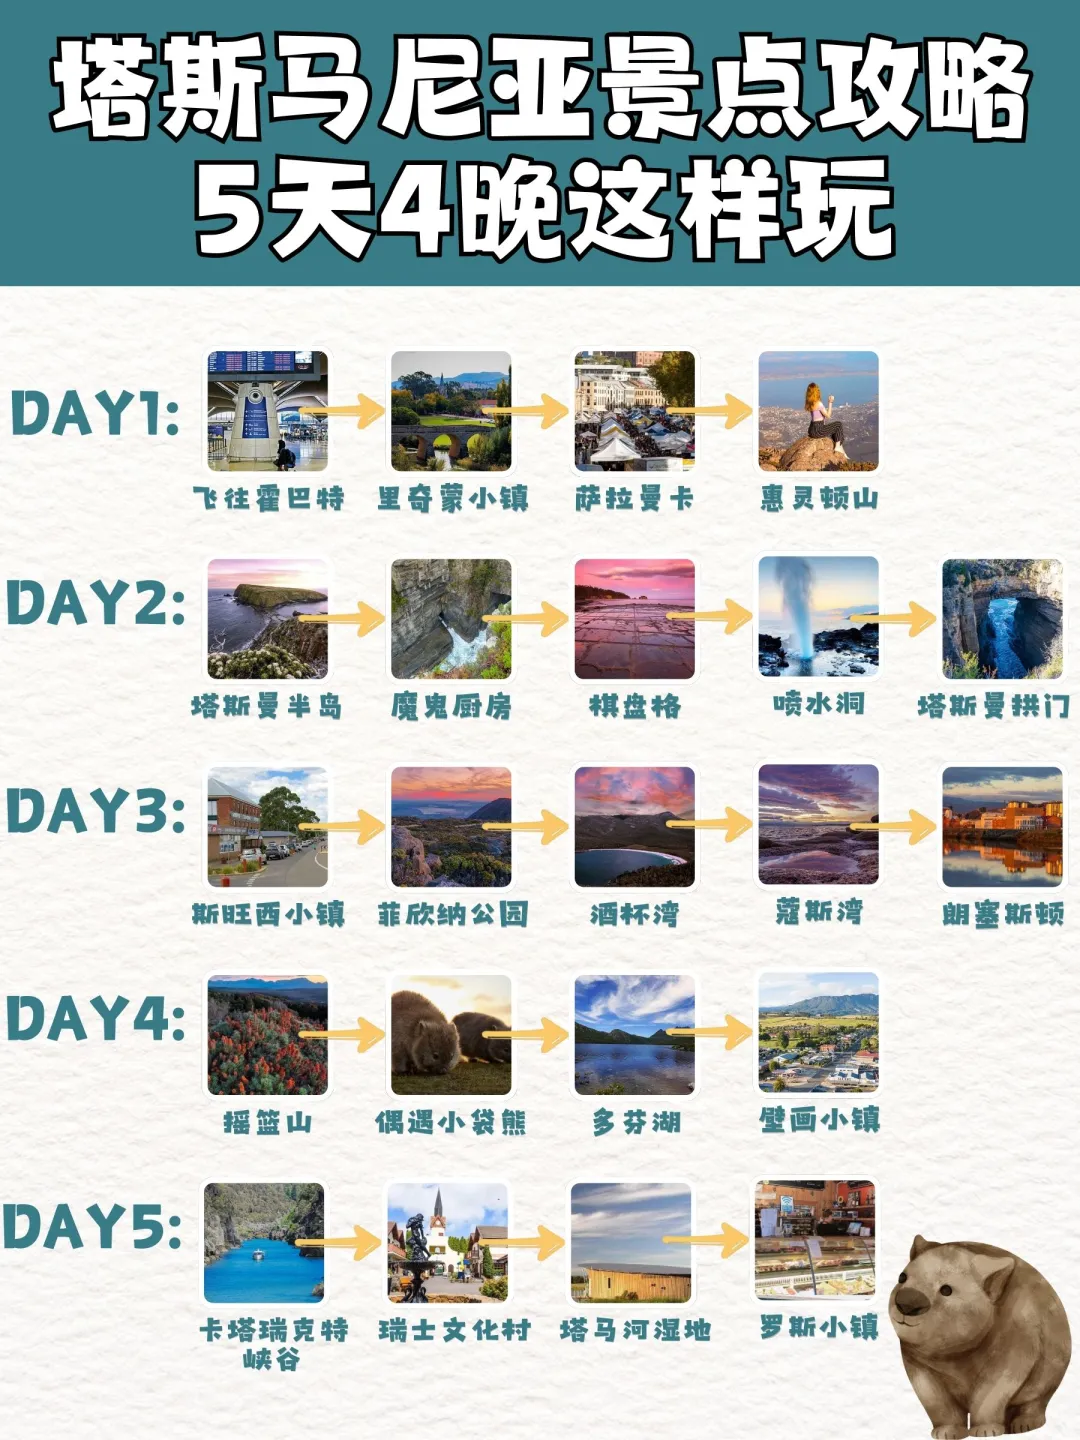 塔斯马尼亚景点攻略
5天4晚这样玩
DAY1:
飞往霍巴特
里奇蒙小镇
萨拉曼卡
惠灵顿山
DAY2:
塔斯曼半岛
魔鬼厨房
棋盘格
喷水洞
塔斯曼拱门
DAY3:
斯旺西小镇
菲欣纳公园
酒杯湾
蔻斯湾
朗塞斯顿
DAY4:
摇篮山
偶遇小袋熊
多芬湖
壁画小镇
DAY5:
卡塔瑞克特
峡谷
瑞士文化村
塔马河湿地
罗斯小镇